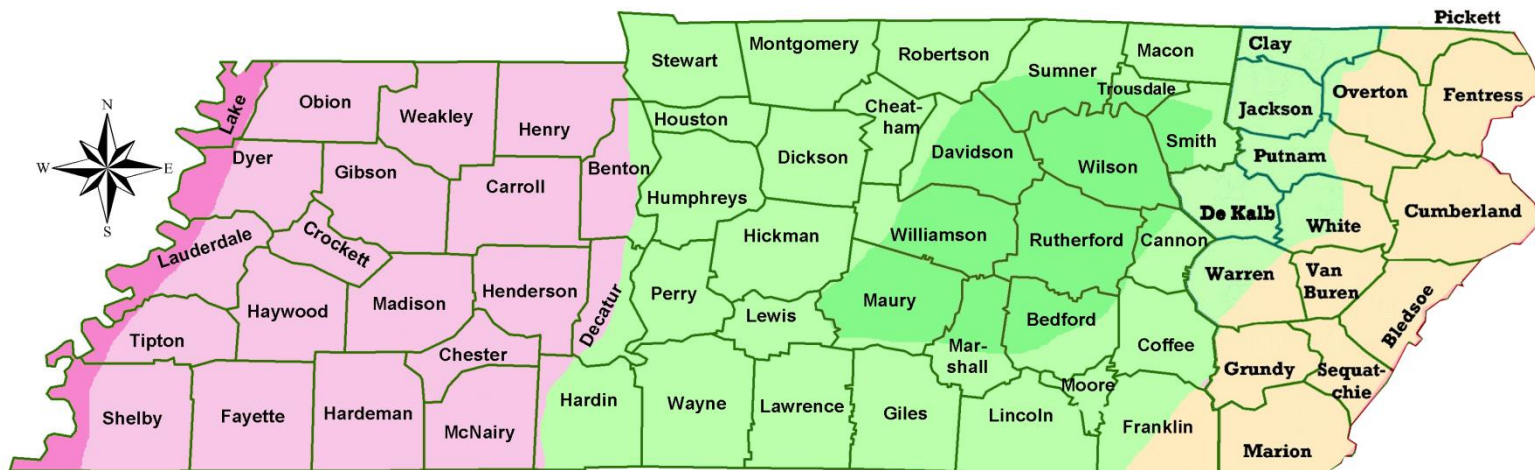 Pickett
Clay
Macon
Robertson
Montgomery
Stewart
Sumner
Trousdale
Overton
Fentress
Jackson
Obion
Lake
Weakley
Henry
Houston
Cheat-
ham
Smith
Putnam
N
W
E
S
Dyer
Gibson
Carroll
Benton
Dickson
Davidson
Wilson
Humphreys
De Kalb
White
Cumberland
Lauderdale
Crockett
Hickman
Williamson
Rutherford
Cannon
Warren
Van
Buren
Bledsoe
Haywood
Madison
Henderson
Decatur
Perry
Lewis
Maury
Bedford
Tipton
Chester
Mar-
shall
Coffee
Grundy
Sequat-
chie
Moore
Shelby
Fayette
Hardeman
McNairy
Hardin
Wayne
Lawrence
Giles
Lincoln
Franklin
Marion